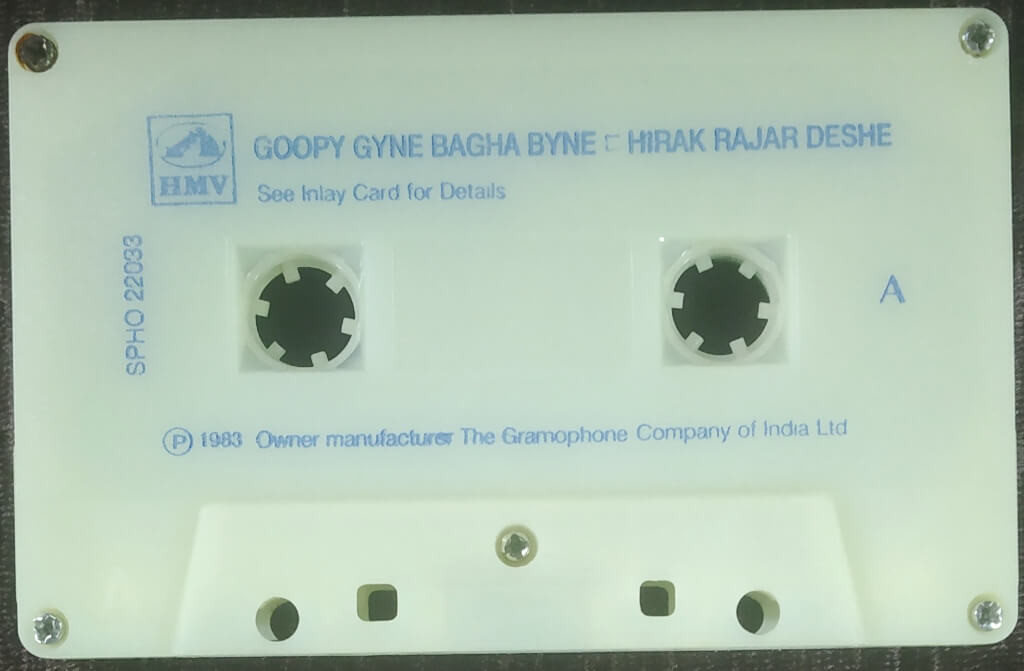 HMV
GOOPY GYNE BAGHA BYNE HIRAK RAJAR DESHE
See Inlay Card for Details
SPHO 22033
A
Ⓟ 1983 Owner manufacturer The Gramophone Company of India Ltd